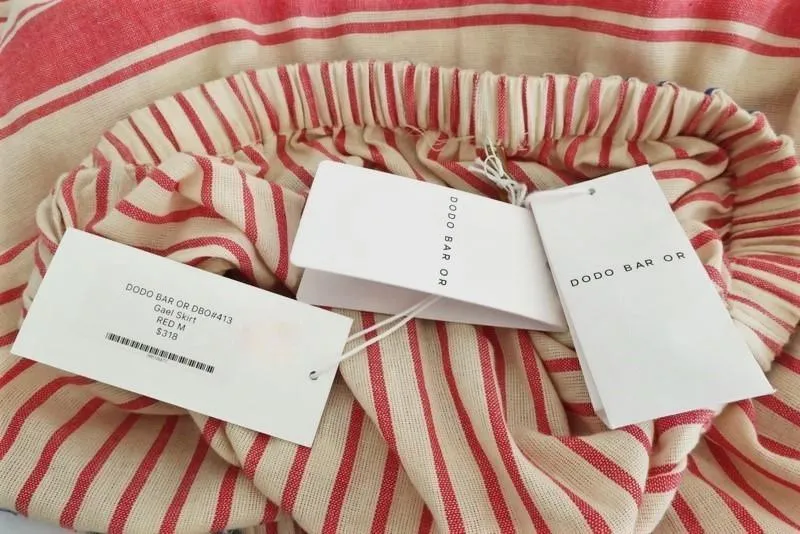 DODO BAR OR DBO#413
Gael Skirt
RED M
$318
DODO BAR OR
DODO BAR OR